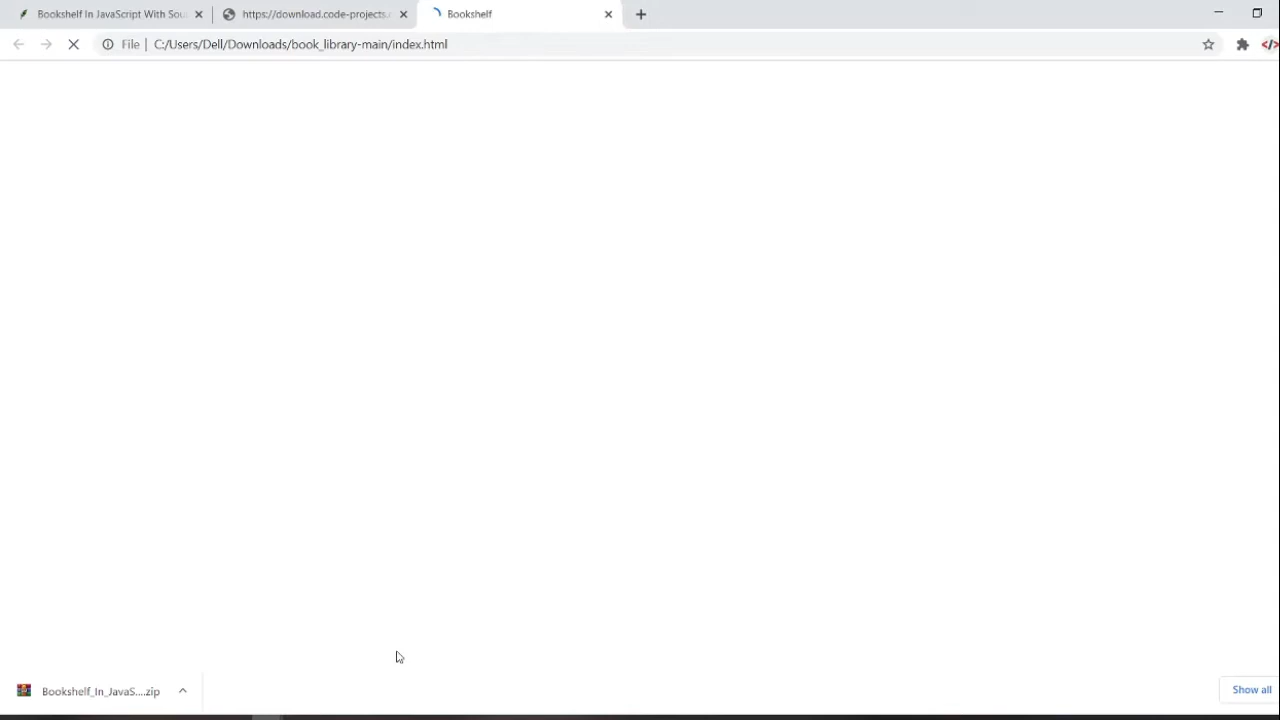 Bookshelf In JavaScript With Sou
https://download.code-projects.
Bookshelf
File
C:/Users/Dell/Downloads/book_library-main/index.html
Bookshelf_In_JavaS....zip
Show all